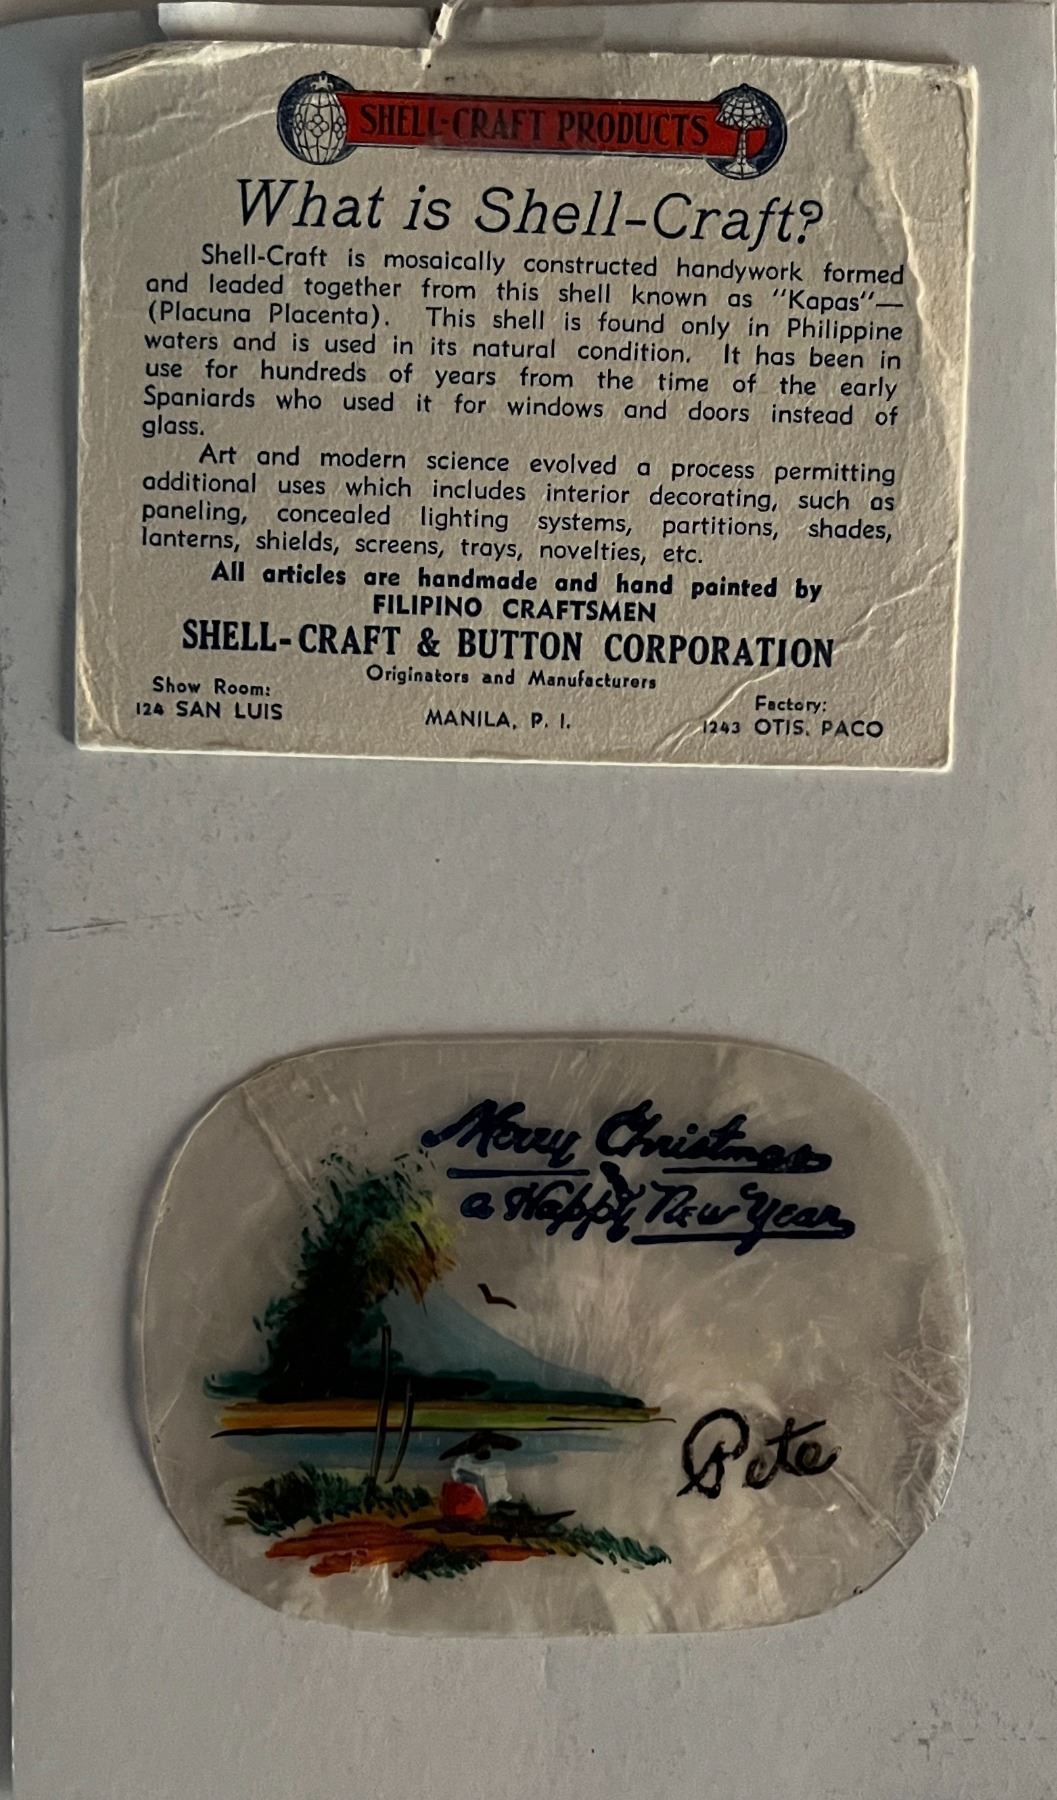 SHELL-CRAFT PRODUCTS
What is Shell-Craft?
Shell-Craft is mosaically constructed handywork formed
and leaded together from this shell known as "Kapas"—
(Placuna Placenta). This shell is found only in Philippine
waters and is used in its natural condition. It has been in
use for hundreds of years from the time of the early
Spaniards who used it for windows and doors instead of
glass.
Art and modern science evolved a process permitting
additional uses which includes interior decorating, such as
paneling, concealed lighting systems, partitions, shades,
lanterns, shields, screens, trays, novelties, etc.
All articles are handmade and hand painted by
FILIPINO CRAFTSMEN
SHELL-CRAFT & BUTTON CORPORATION
Originators and Manufacturers
Show Room:
124 SAN LUIS
MANILA, P. I.
Factory:
1243 OTIS, PACO
Merry Christmas
&
a Happy New Year
Pete